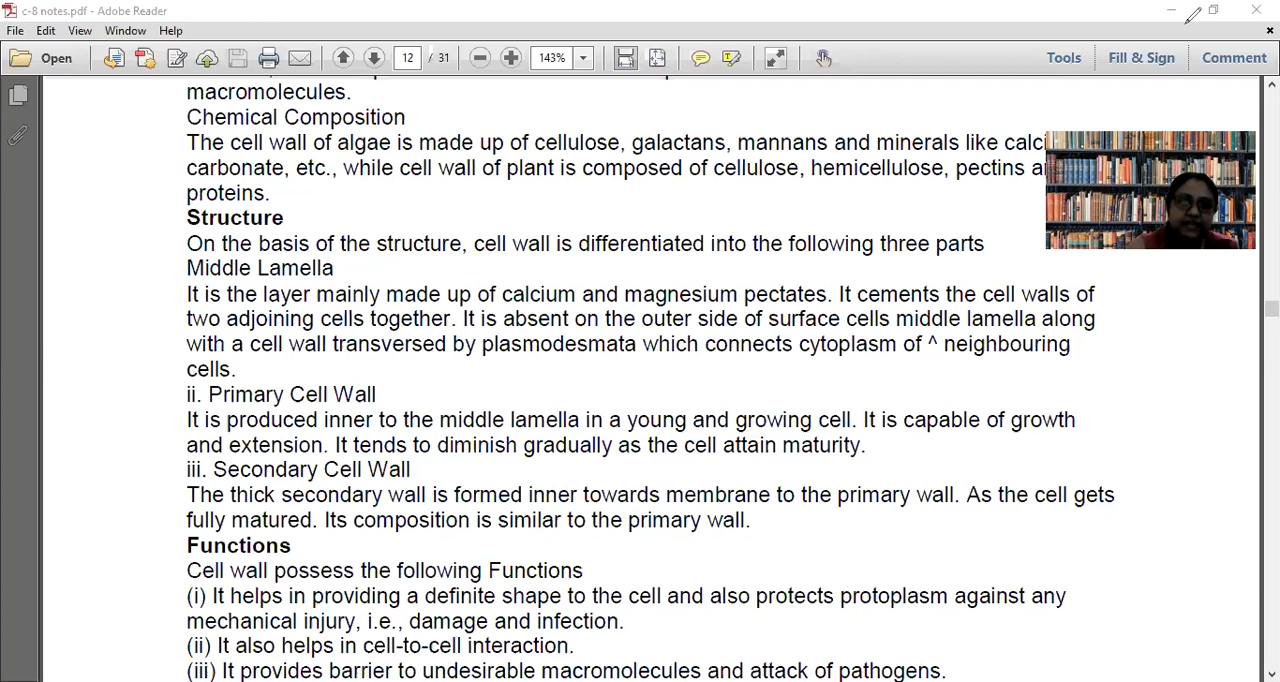 c-8 notes.pdf - Adobe Reader
File Edit View Window Help
Open 12 / 31 143% Tools Fill & Sign Comment
macromolecules.
Chemical Composition
The cell wall of algae is made up of cellulose, galactans, mannans and minerals like
carbonate, etc., while cell wall of plant is composed of cellulose, hemicellulose, pectins
proteins.
Structure
On the basis of the structure, cell wall is differentiated into the following three parts
Middle Lamella
It is the layer mainly made up of calcium and magnesium pectates. It cements the cell walls of
two adjoining cells together. It is absent on the outer side of surface cells middle lamella along
with a cell wall transversed by plasmodesmata which connects cytoplasm of ^ neighbouring
cells.
ii. Primary Cell Wall
It is produced inner to the middle lamella in a young and growing cell. It is capable of growth
and extension. It tends to diminish gradually as the cell attain maturity.
iii. Secondary Cell Wall
The thick secondary wall is formed inner towards membrane to the primary wall. As the cell gets
fully matured. Its composition is similar to the primary wall.
Functions
Cell wall possess the following Functions
(i) It helps in providing a definite shape to the cell and also protects protoplasm against any
mechanical injury, i.e., damage and infection.
(ii) It also helps in cell-to-cell interaction.
(iii) It provides barrier to undesirable macromolecules and attack of pathogens.